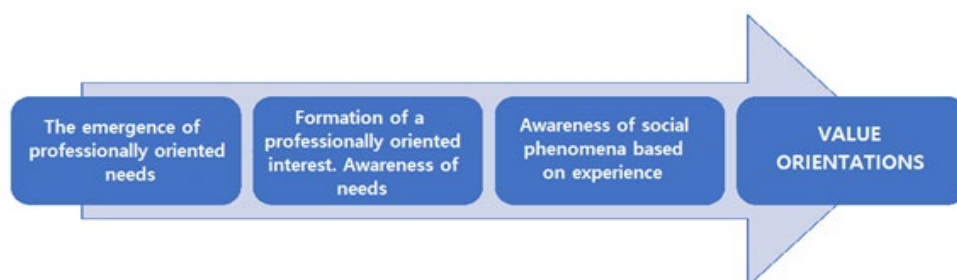 The emergence of
professionally oriented
needs
Formation of a
professionally oriented
interest. Awareness of
needs
Awareness of social
phenomena based
on experience
VALUE
ORIENTATIONS